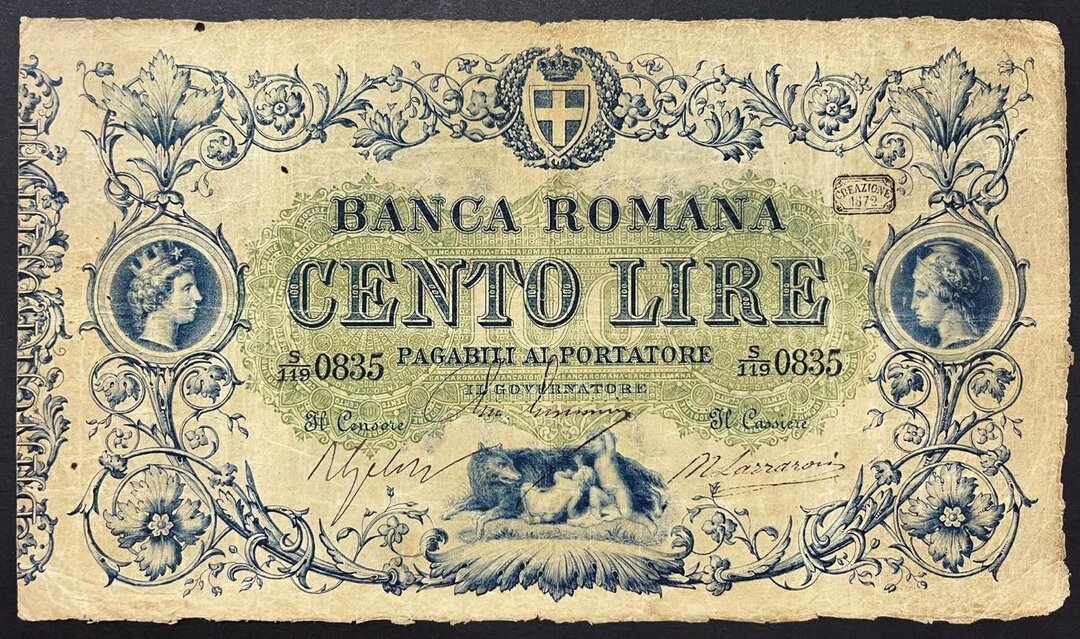 CREAZIONE
1872
BANCA ROMANA
CENTO LIRE
S/119 0835 PAGABILI AL PORTATORE S/119 0835
IL GOVERNATORE
Il Censore Il Cassiere